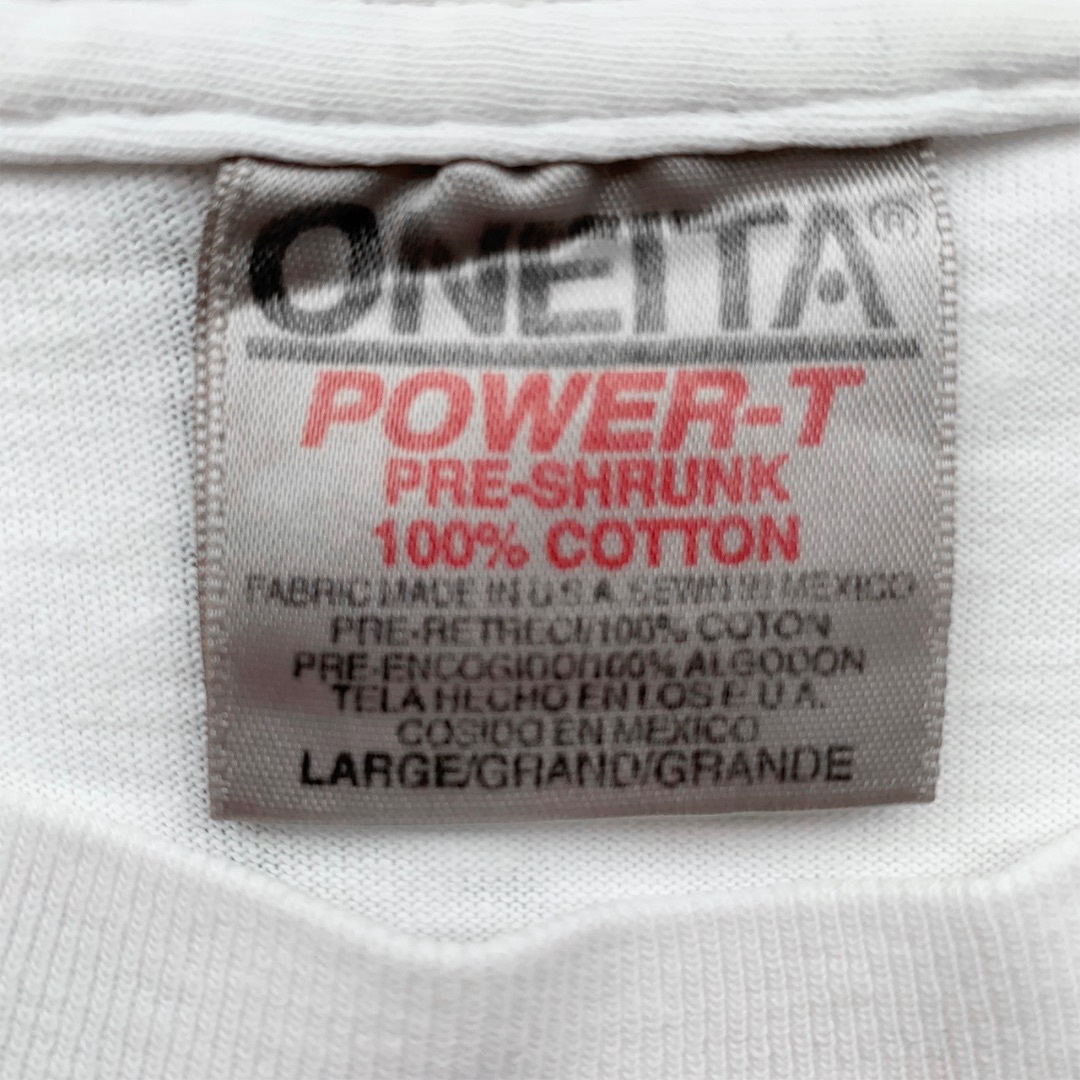 ONEITA®
POWER-T
PRE-SHRUNK
100% COTTON
FABRIC MADE IN U.S.A. SEWN IN MEXICO
PRE-RETRECI/100% COTON
PRE-ENCOGIDO/100% ALGODON
TELA HECHO EN LOS E.U.A.
COSIDO EN MEXICO
LARGE/GRAND/GRANDE